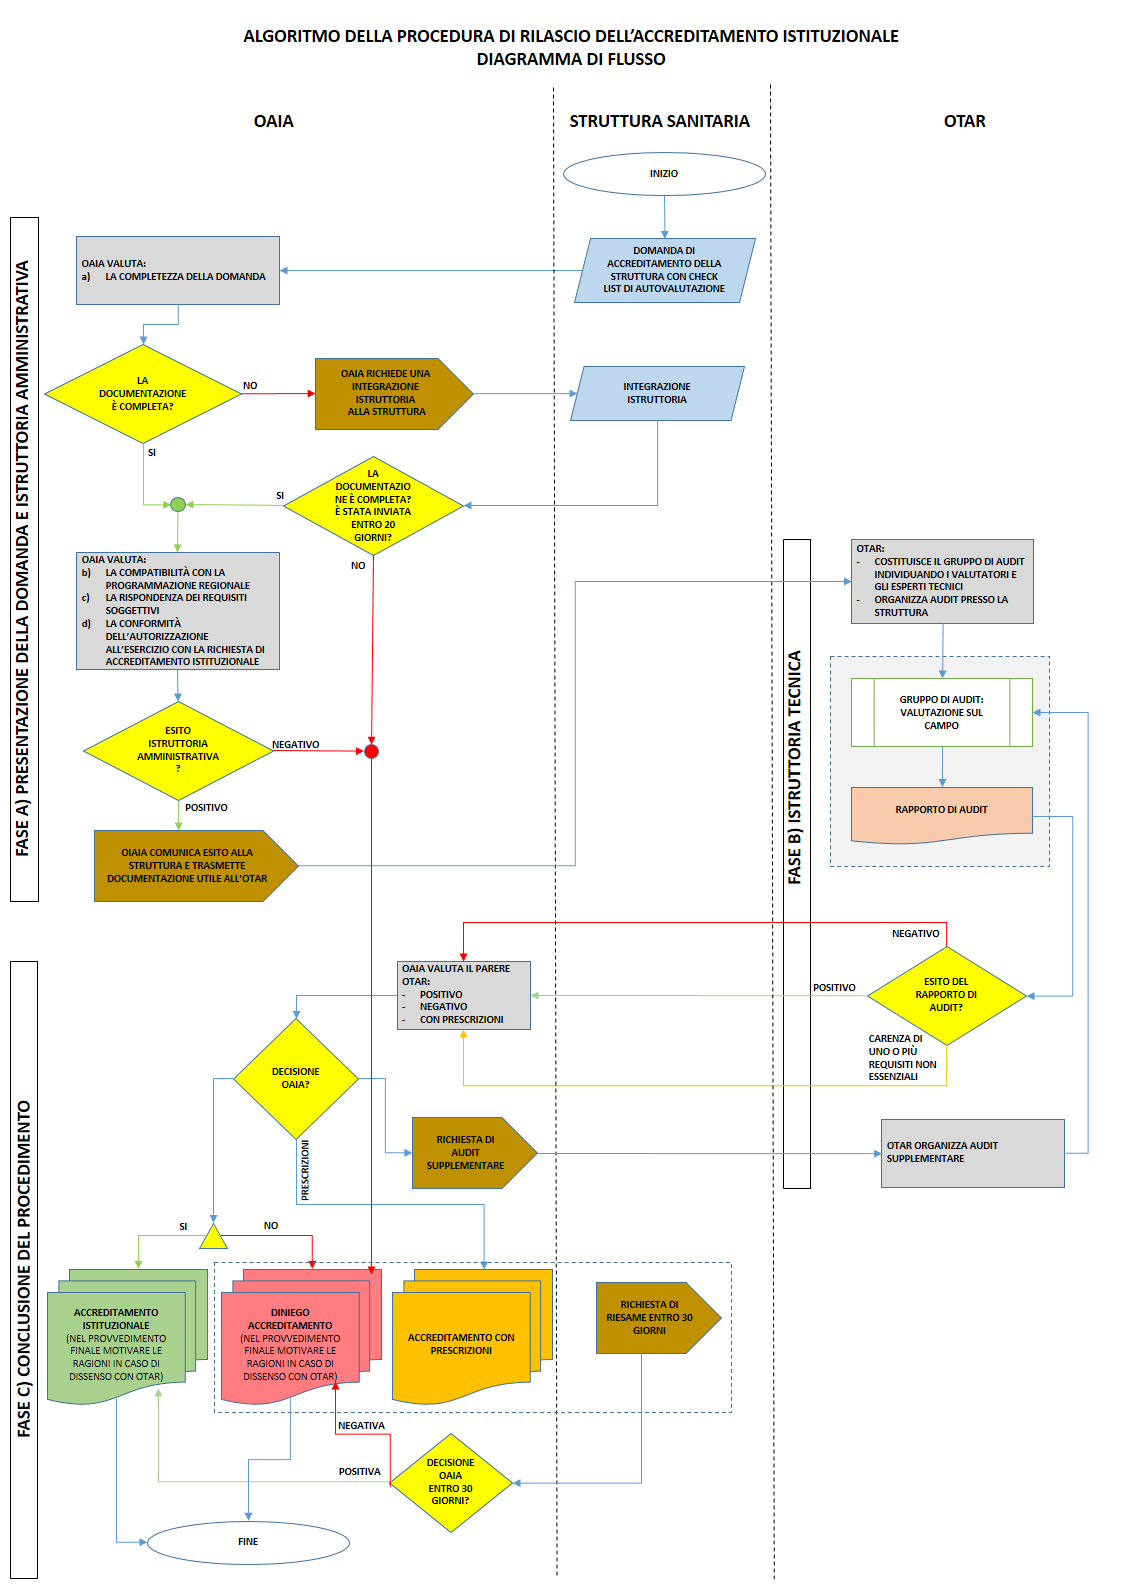 ALGORITMO DELLA PROCEDURA DI RILASCIO DELL'ACCREDITAMENTO ISTITUZIONALE
DIAGRAMMA DI FLUSSO
OAIA
STRUTTURA SANITARIA
OTAR
INIZIO
FASE A) PRESENTAZIONE DELLA DOMANDA E ISTRUTTORIA AMMINISTRATIVA
DOMANDA DI
ACCREDITAMENTO DELLA
STRUTTURA CON CHECK
LIST DI AUTOVALUTAZIONE
OAIA VALUTA:
a) LA COMPLETEZZA DELLA DOMANDA
LA
DOCUMENTAZIONE
È COMPLETA?
NO
SI
OAIA RICHIEDE UNA
INTEGRAZIONE
ISTRUTTORIA
ALLA STRUTTURA
INTEGRAZIONE
ISTRUTTORIA
LA
DOCUMENTAZIO
NE È COMPLETA?
È STATA INVIATA
ENTRO 20
GIORNI?
SI
NO
OAIA VALUTA:
b) LA COMPATIBILITÀ CON LA
PROGRAMMAZIONE REGIONALE
c) LA RISPONDENZA DEI REQUISITI
SOGGETTIVI
d) LA CONFORMITÀ
DELL'AUTORIZZAZIONE
ALL'ESERCIZIO CON LA RICHIESTA DI
ACCREDITAMENTO ISTITUZIONALE
ESITO
ISTRUTTORIA
AMMINISTRATIVA
?
NEGATIVO
POSITIVO
OIAIA COMUNICA ESITO ALLA
STRUTTURA E TRASMETTE
DOCUMENTAZIONE UTILE ALL'OTAR
FASE B) ISTRUTTORIA TECNICA
OTAR:
- COSTITUISCE IL GRUPPO DI AUDIT
INDIVIDUANDO I VALUTATORI E
GLI ESPERTI TECNICI
- ORGANIZZA AUDIT PRESSO LA
STRUTTURA
GRUPPO DI AUDIT:
VALUTAZIONE SUL
CAMPO
RAPPORTO DI AUDIT
NEGATIVO
ESITO DEL
RAPPORTO DI
AUDIT?
POSITIVO
CARENZA DI
UNO O PIÙ
REQUISITI NON
ESSENZIALI
FASE C) CONCLUSIONE DEL PROCEDIMENTO
OAIA VALUTA IL PARERE
OTAR:
- POSITIVO
- NEGATIVO
- CON PRESCRIZIONI
DECISIONE
OAIA?
PRESCRIZIONI
RICHIESTA DI
AUDIT
SUPPLEMENTARE
OTAR ORGANIZZA AUDIT
SUPPLEMENTARE
SI
NO
ACCREDITAMENTO
ISTITUZIONALE
(NEL PROVVEDIMENTO
FINALE MOTIVARE LE
RAGIONI IN CASO DI
DISSENSO CON OTAR)
DINIEGO
ACCREDITAMENTO
(NEL PROVVEDIMENTO
FINALE MOTIVARE LE
RAGIONI IN CASO DI
DISSENSO CON OTAR)
ACCREDITAMENTO CON
PRESCRIZIONI
RICHIESTA DI
RIESAME ENTRO 30
GIORNI
NEGATIVA
POSITIVA
DECISIONE
OAIA
ENTRO 30
GIORNI?
FINE